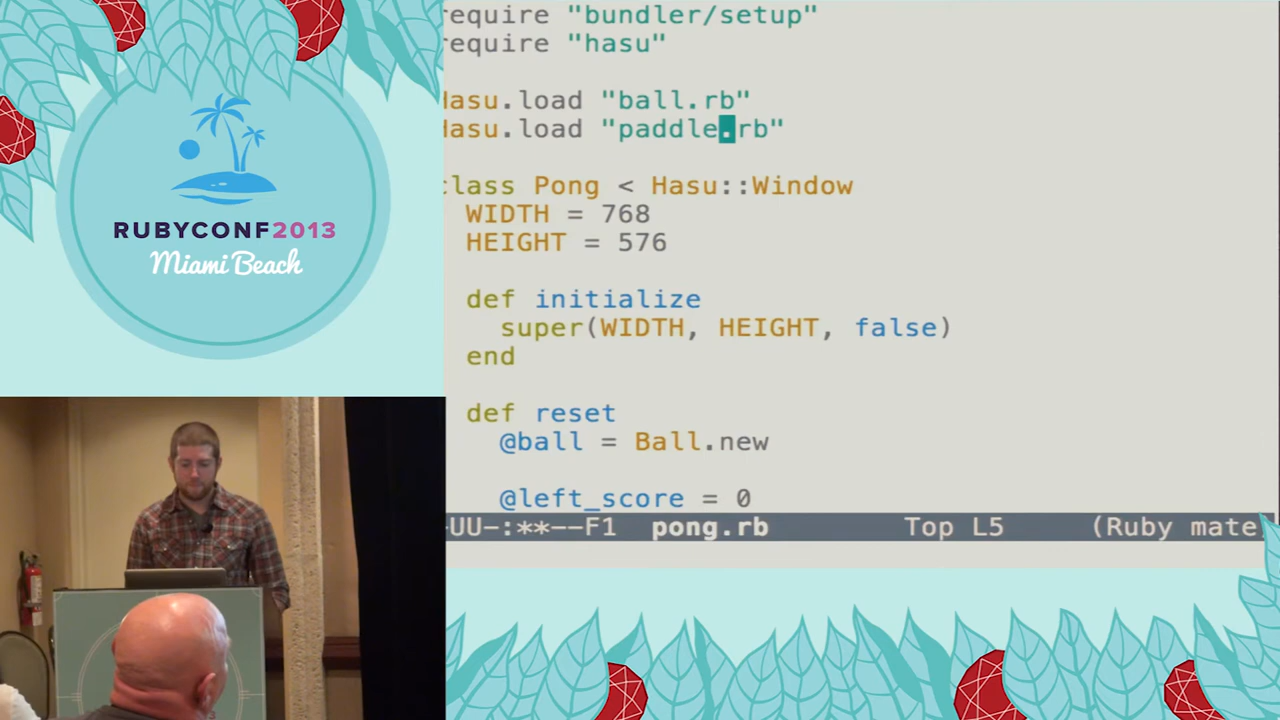 RUBYCONF2013
Miami Beach
require "bundler/setup"
require "hasu"
Hasu.load "ball.rb"
Hasu.load "paddle.rb"
class Pong < Hasu::Window
WIDTH = 768
HEIGHT = 576
def initialize
super(WIDTH, HEIGHT, false)
end
def reset
@ball = Ball.new
@left_score = 0
-UU-:**--F1 pong.rb Top L5 (Ruby mate